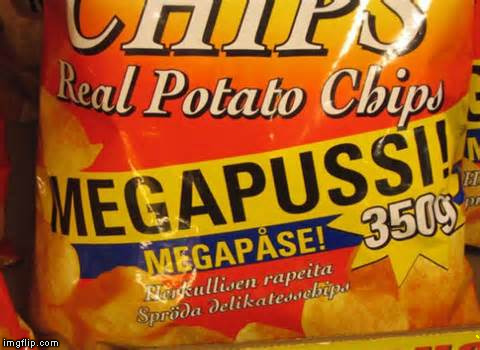 CHIPS
Real Potato Chips
MEGAPUSSI!
350g
MEGAPÅSE!
Herkullisen rapeita
Spröda delikatesschips
imgflip.com